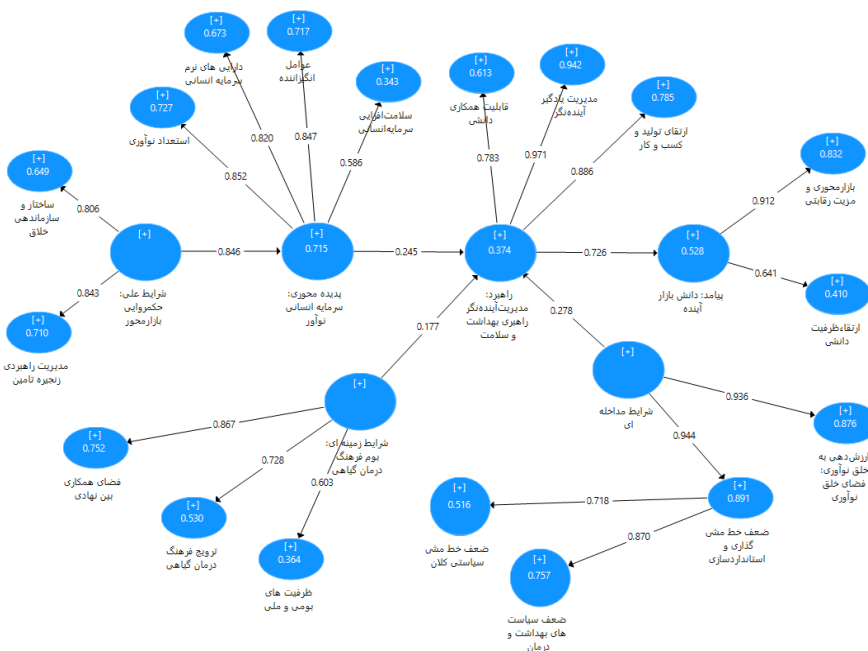 [+]
0.673
دارایی های نرم
سرمایه انسانی
[+]
0.717
عوامل
انگیزاننده
[+]
0.343
سلامت‌افزایی
سرمایه‌انسانی
[+]
0.727
استعداد نوآوری
[+]
0.613
قابلیت همکاری
دانشی
[+]
0.942
مدیریت یادگیر
آینده‌نگر
[+]
0.785
ارتقای تولید و
کسب و کار
[+]
0.832
بازارمحوری و
مزیت رقابتی
[+]
0.649
ساختار و
سازماندهی
خلاق
0.820
0.847
0.586
0.852
0.783
0.971
0.886
0.912
0.806
[+]
شرایط علی:
حکمروایی
بازارمحور
0.846
[+]
0.715
پدیده محوری:
سرمایه انسانی
نوآور
0.245
[+]
0.374
راهبرد:
مدیریت‌آینده‌نگر
راهبری بهداشت
و سلامت
0.726
[+]
0.528
پیامد: دانش بازار
آینده
0.641
[+]
0.410
ارتقاءظرفیت
دانشی
0.843
[+]
0.710
مدیریت راهبردی
زنجیره تامین
0.177
0.278
[+]
شرایط زمینه ای:
بوم فرهنگ
درمان گیاهی
[+]
شرایط مداخله
ای
0.867
0.728
0.603
0.936
0.944
[+]
0.876
ارزش‌دهی به
خلق نوآوری:
فضای خلق
نوآوری
[+]
0.752
فضای همکاری
بین نهادی
[+]
0.530
ترویج فرهنگ
درمان گیاهی
[+]
0.364
ظرفیت های
بومی و ملی
[+]
0.891
ضعف خط مشی
گذاری و
استانداردسازی
0.718
0.870
[+]
0.516
ضعف خط مشی
سیاستی کلان
[+]
0.757
ضعف سیاست
های بهداشت و
درمان